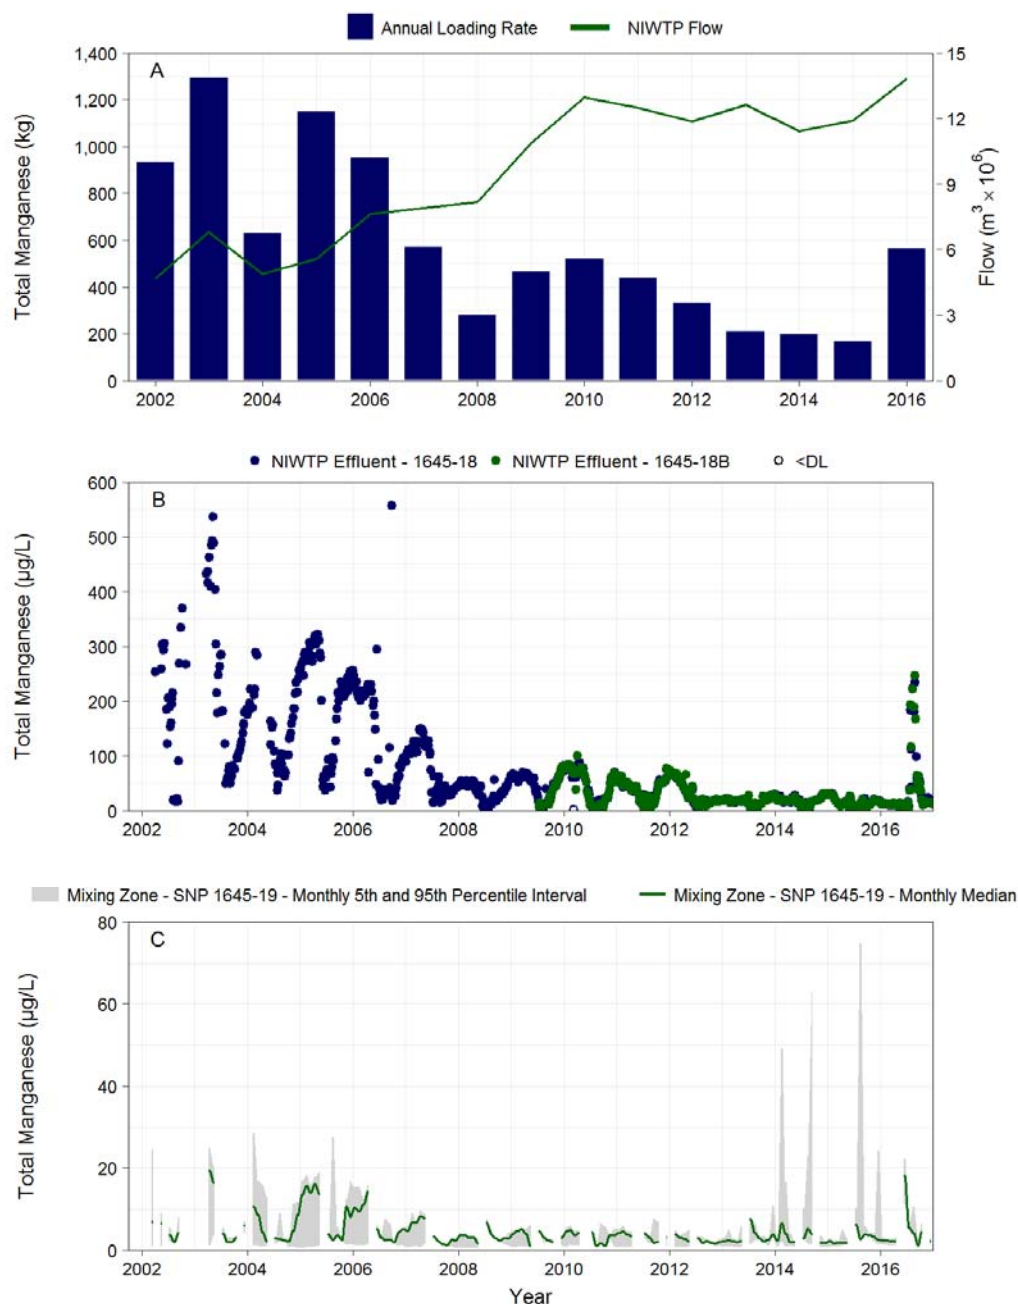 Annual Loading Rate NIWTP Flow
A
Total Manganese (kg)
1,400
1,200
1,000
800
600
400
200
0
15
12
9
6
3
0
Flow (m³ × 10⁶)
2002 2004 2006 2008 2010 2012 2014 2016
NIWTP Effluent - 1645-18 NIWTP Effluent - 1645-18B <DL
B
Total Manganese (µg/L)
600
500
400
300
200
100
0
2002 2004 2006 2008 2010 2012 2014 2016
Mixing Zone - SNP 1645-19 - Monthly 5th and 95th Percentile Interval Mixing Zone - SNP 1645-19 - Monthly Median
C
Total Manganese (µg/L)
80
60
40
20
0
2002 2004 2006 2008 2010 2012 2014 2016
Year